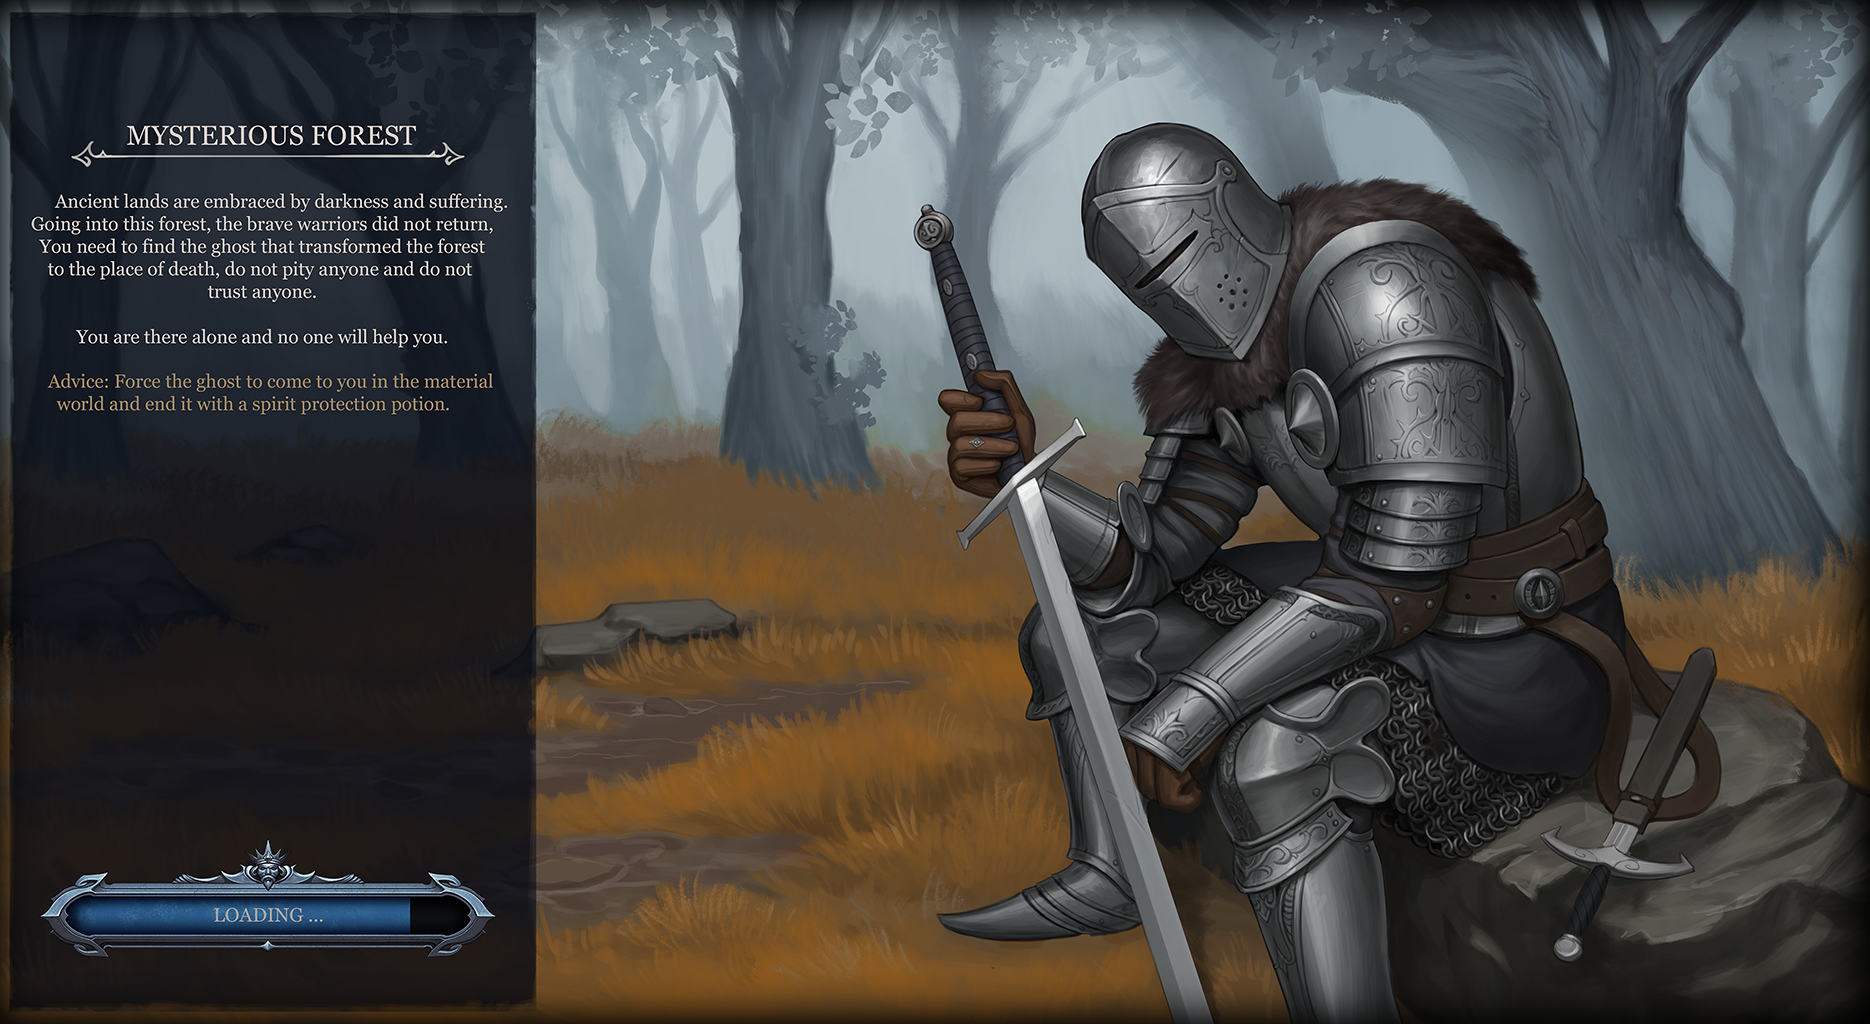 MYSTERIOUS FOREST
Ancient lands are embraced by darkness and suffering.
Going into this forest, the brave warriors did not return,
You need to find the ghost that transformed the forest
to the place of death, do not pity anyone and do not
trust anyone.
You are there alone and no one will help you.
Advice: Force the ghost to come to you in the material
world and end it with a spirit protection potion.
LOADING ...